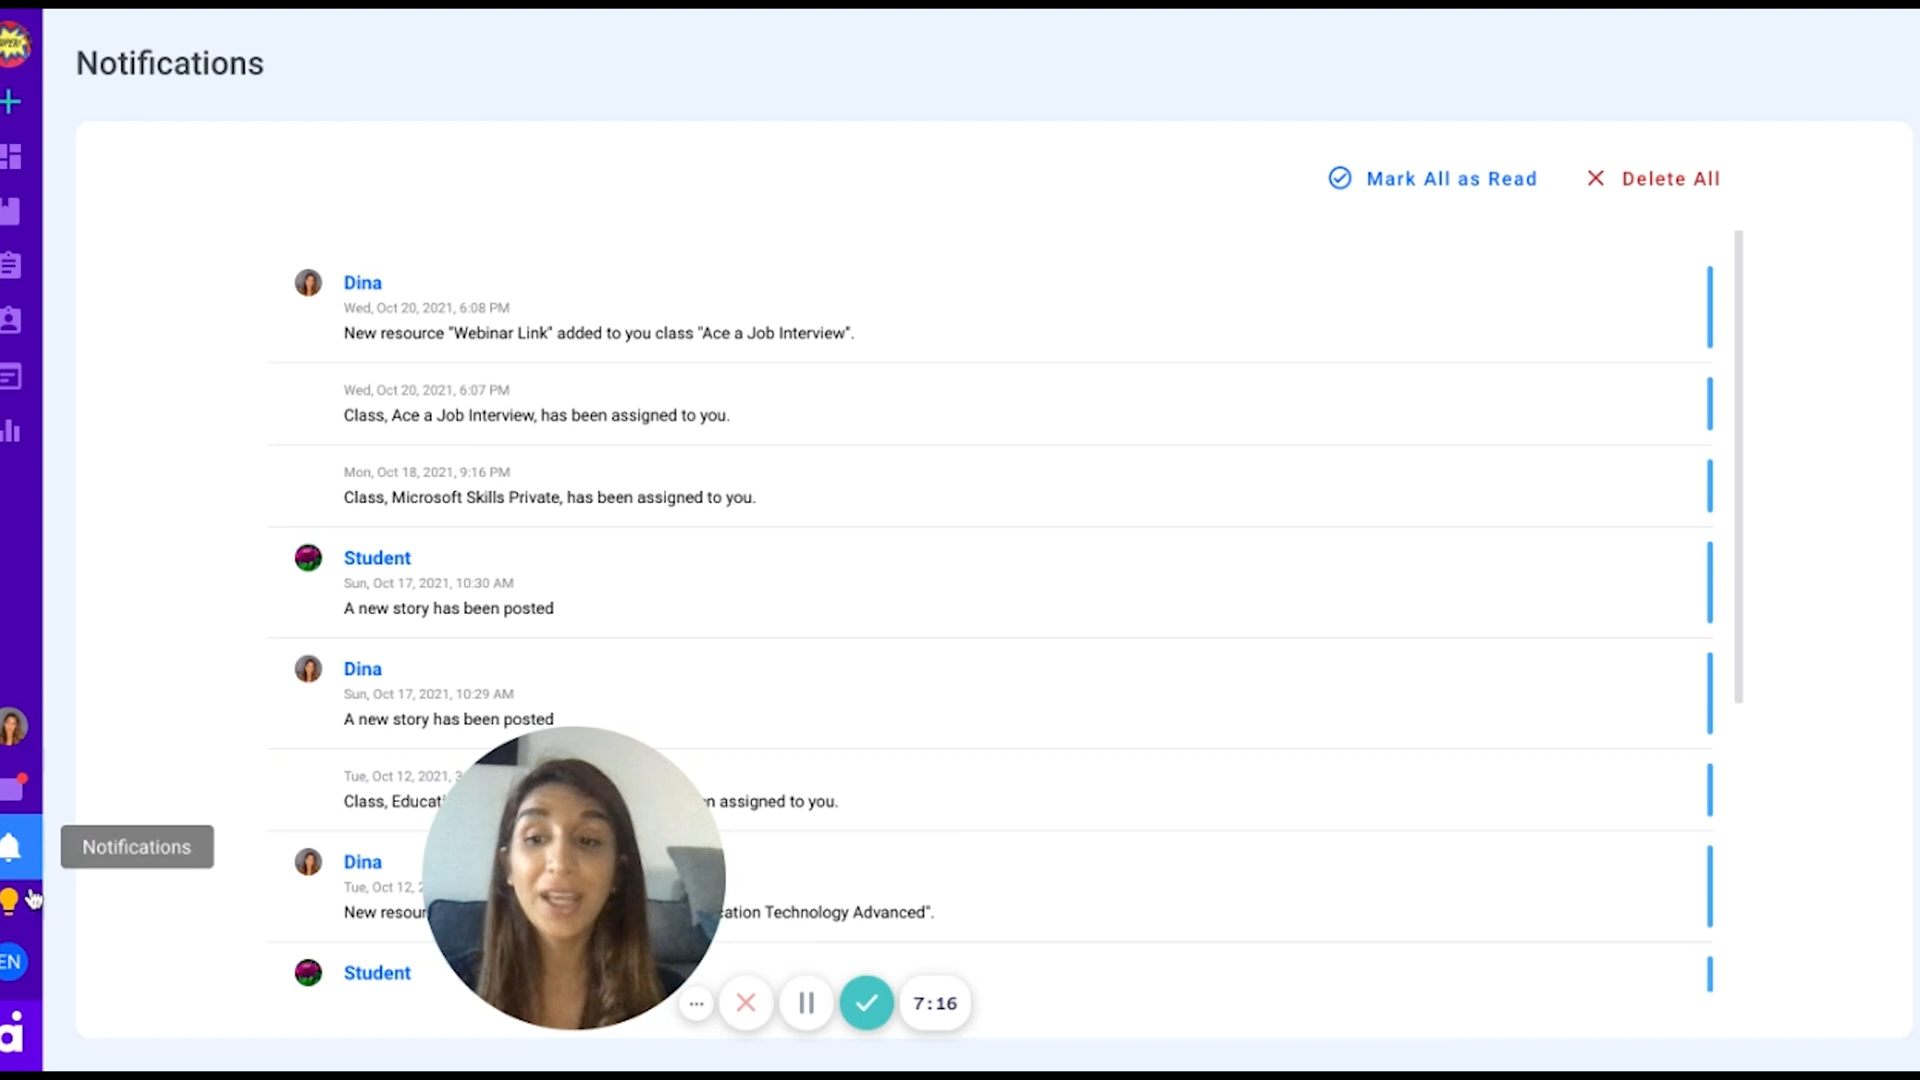 Notifications
Mark All as Read
Delete All
Dina
Wed, Oct 20, 2021, 6:08 PM
New resource "Webinar Link" added to you class "Ace a Job Interview".
Wed, Oct 20, 2021, 6:07 PM
Class, Ace a Job Interview, has been assigned to you.
Mon, Oct 18, 2021, 9:16 PM
Class, Microsoft Skills Private, has been assigned to you.
Student
Sun, Oct 17, 2021, 10:30 AM
A new story has been posted
Dina
Sun, Oct 17, 2021, 10:29 AM
A new story has been posted
Tue, Oct 12, 2021,
Class, assigned to you.
Notifications
Dina
Tue, Oct 12,
New Technology Advanced".
EN
Student
7:16
ai